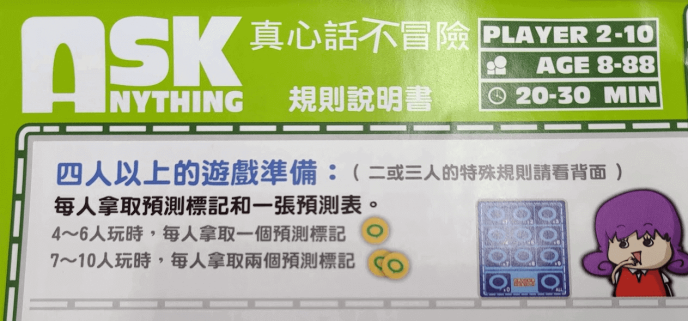 ASK 真心話不冒險
ANYTHING 規則說明書
PLAYER 2-10
AGE 8-88
20-30 MIN
四人以上的遊戲準備：（ 二或三人的特殊規則請看背面 ）
每人拿取預測標記和一張預測表。
4～6人玩時，每人拿取一個預測標記
7～10人玩時，每人拿取兩個預測標記